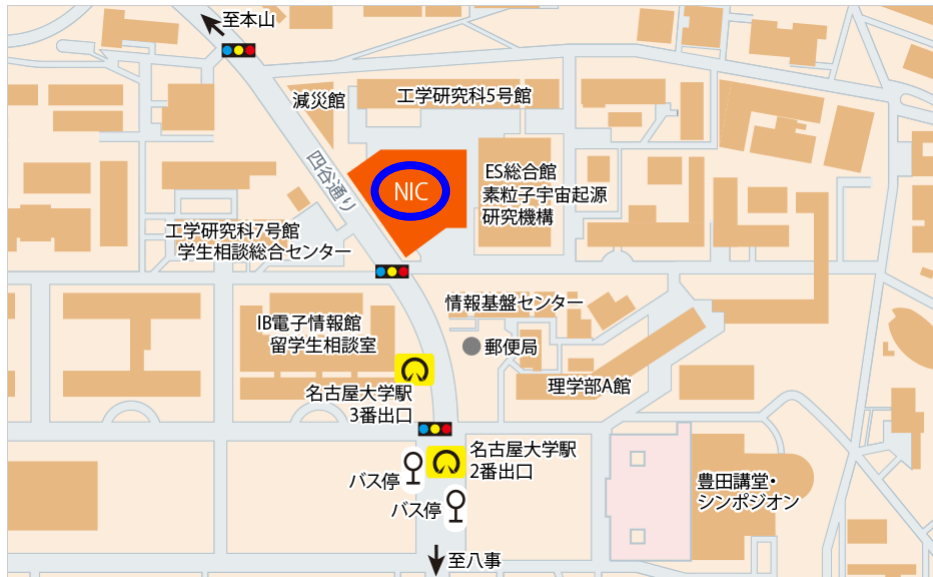 至本山
減災館
工学研究科5号館
四谷通り
NIC
ES総合館
素粒子宇宙起源
研究機構
工学研究科7号館
学生相談総合センター
情報基盤センター
IB電子情報館
留学生相談室
郵便局
名古屋大学駅
3番出口
理学部A館
名古屋大学駅
2番出口
バス停
バス停
豊田講堂・
シンポジオン
至八事